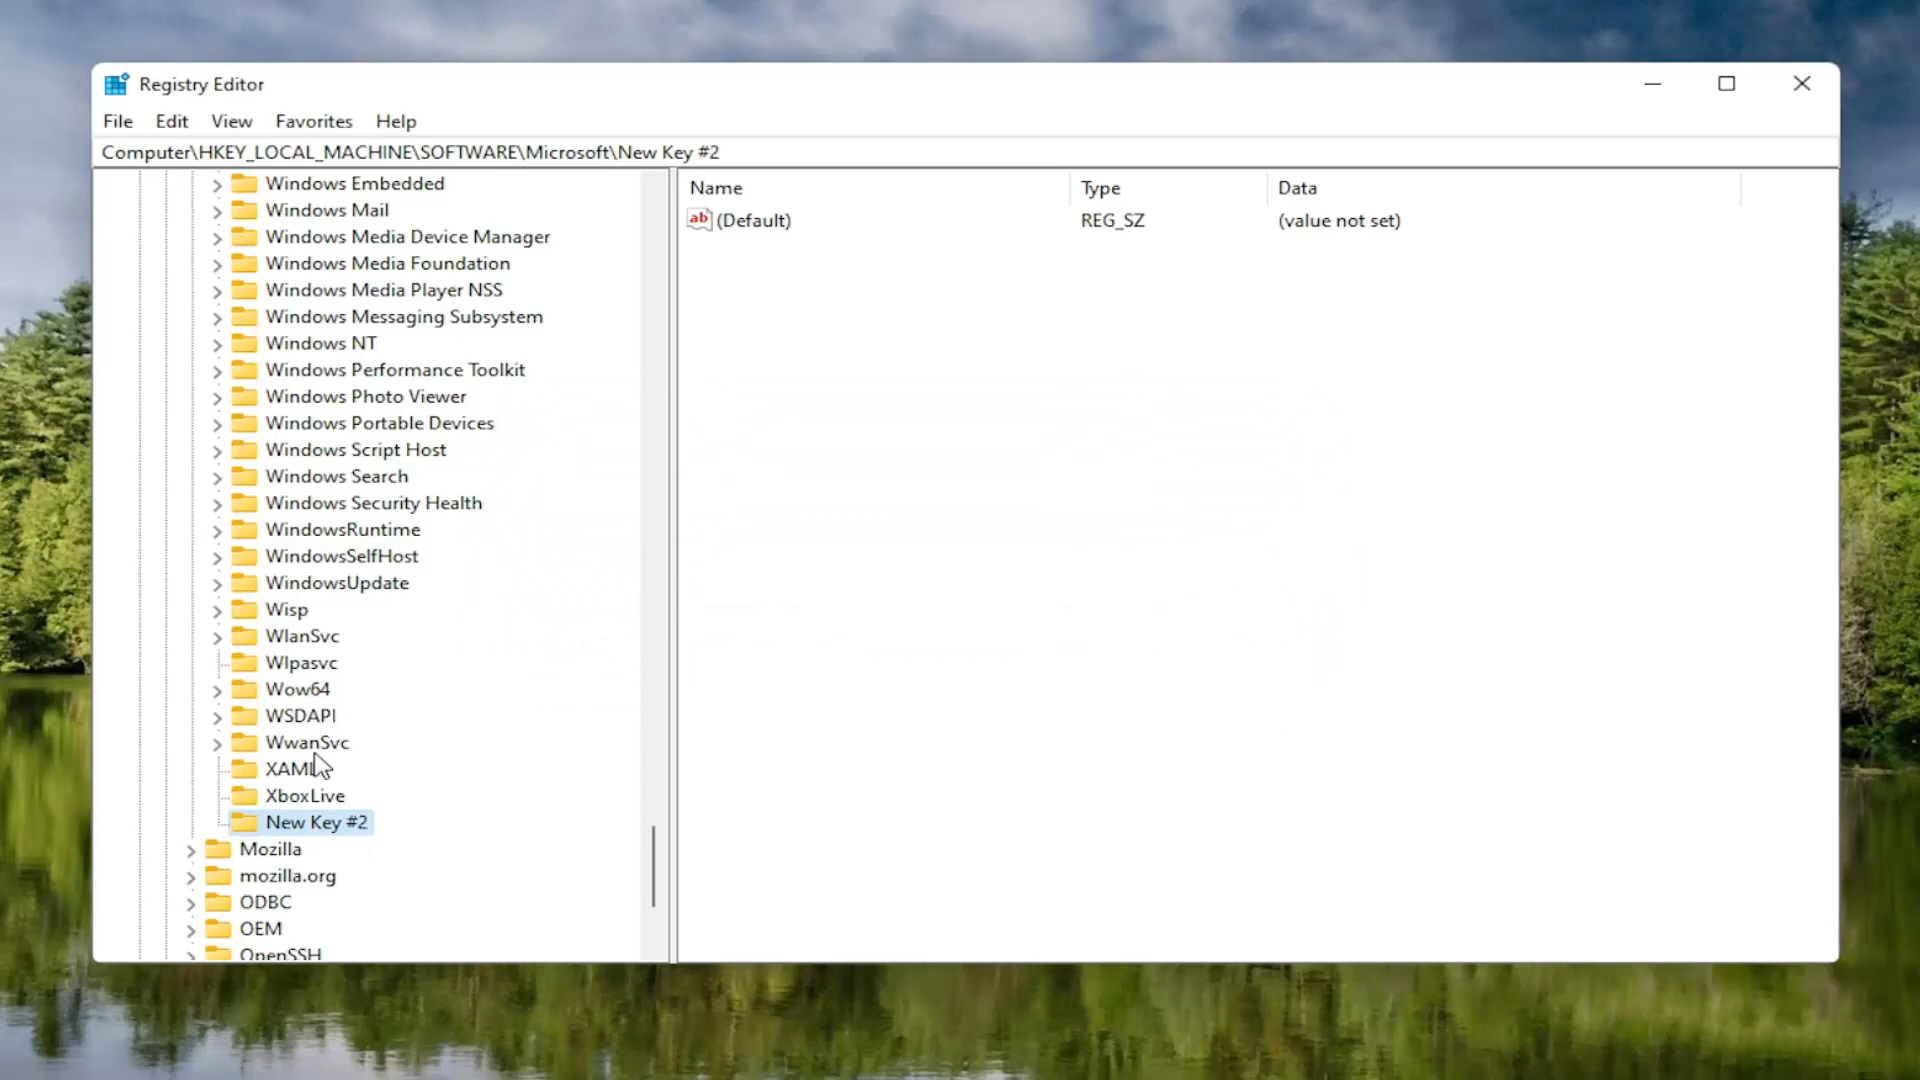 Registry Editor
File Edit View Favorites Help
Computer\HKEY_LOCAL_MACHINE\SOFTWARE\Microsoft\New Key #2
Windows Embedded
Windows Mail
Windows Media Device Manager
Windows Media Foundation
Windows Media Player NSS
Windows Messaging Subsystem
Windows NT
Windows Performance Toolkit
Windows Photo Viewer
Windows Portable Devices
Windows Script Host
Windows Search
Windows Security Health
WindowsRuntime
WindowsSelfHost
WindowsUpdate
Wisp
WlanSvc
Wlpasvc
Wow64
WSDAPI
WwanSvc
XAML
XboxLive
New Key #2
Mozilla
mozilla.org
ODBC
OEM
OpenSSH
Name Type Data
ab (Default) REG_SZ (value not set)